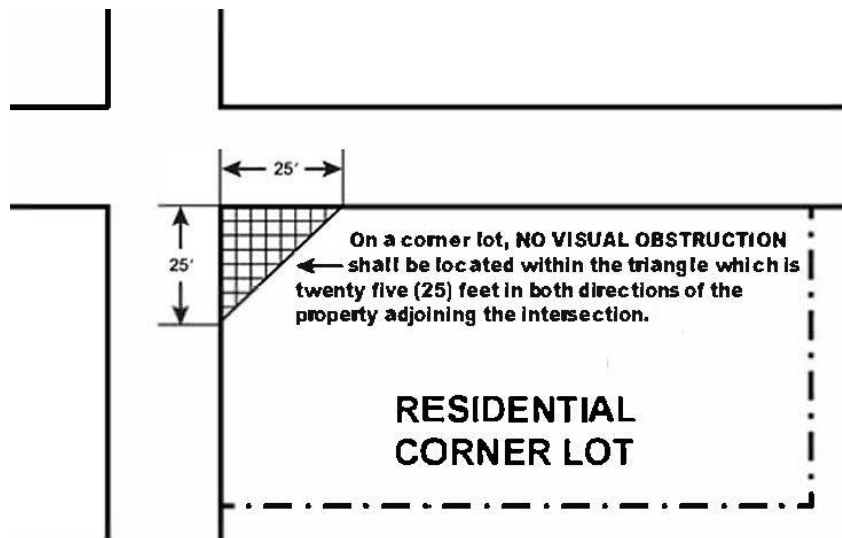 25'
25'
On a corner lot, NO VISUAL OBSTRUCTION
shall be located within the triangle which is
twenty five (25) feet in both directions of the
property adjoining the intersection.
RESIDENTIAL
CORNER LOT